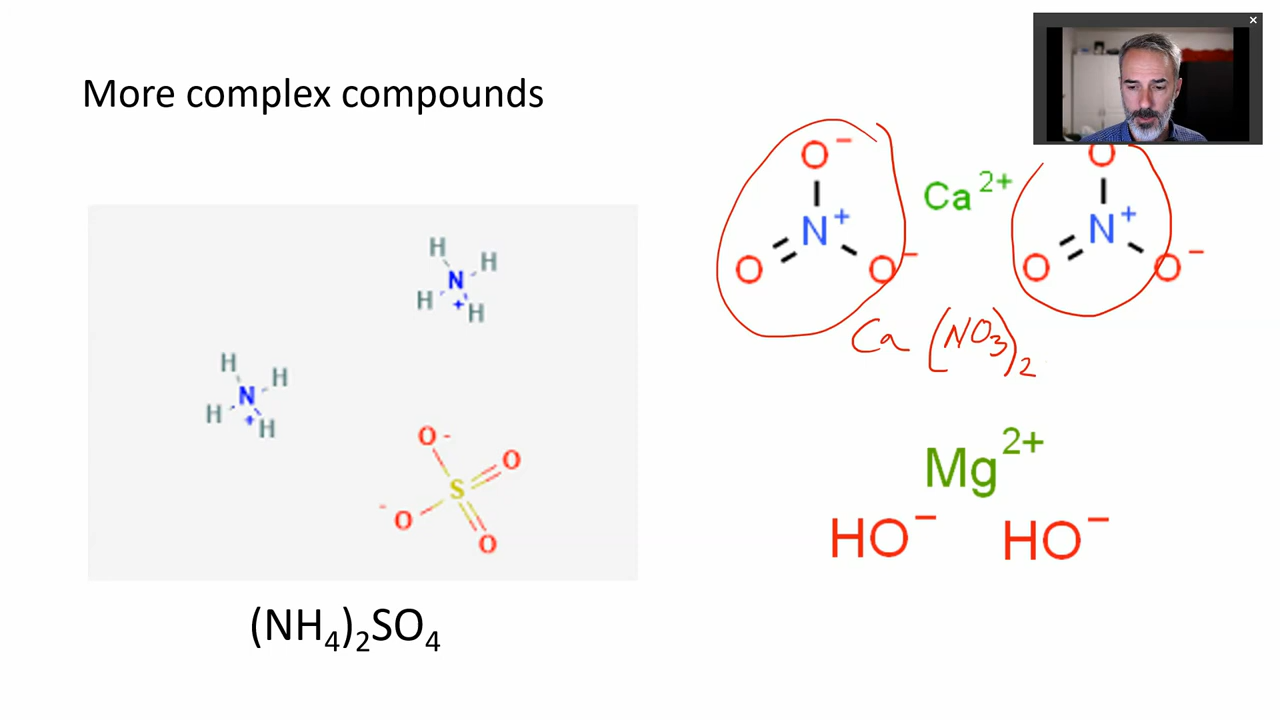 More complex compounds
H
H
N
H
+
H
H
H
N
H
+
H
O-
O
S
-O
O
(NH₄)₂SO₄
O−
N+
O
O−
Ca2+
O
N+
O
O−
Ca (NO₃)₂
Mg2+
HO− HO−